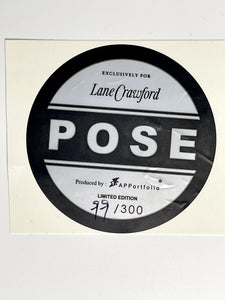 EXCLUSIVELY FOR
Lane Crawford
POSE
Produced by: APPortfolio®
LIMITED EDITION
99/300